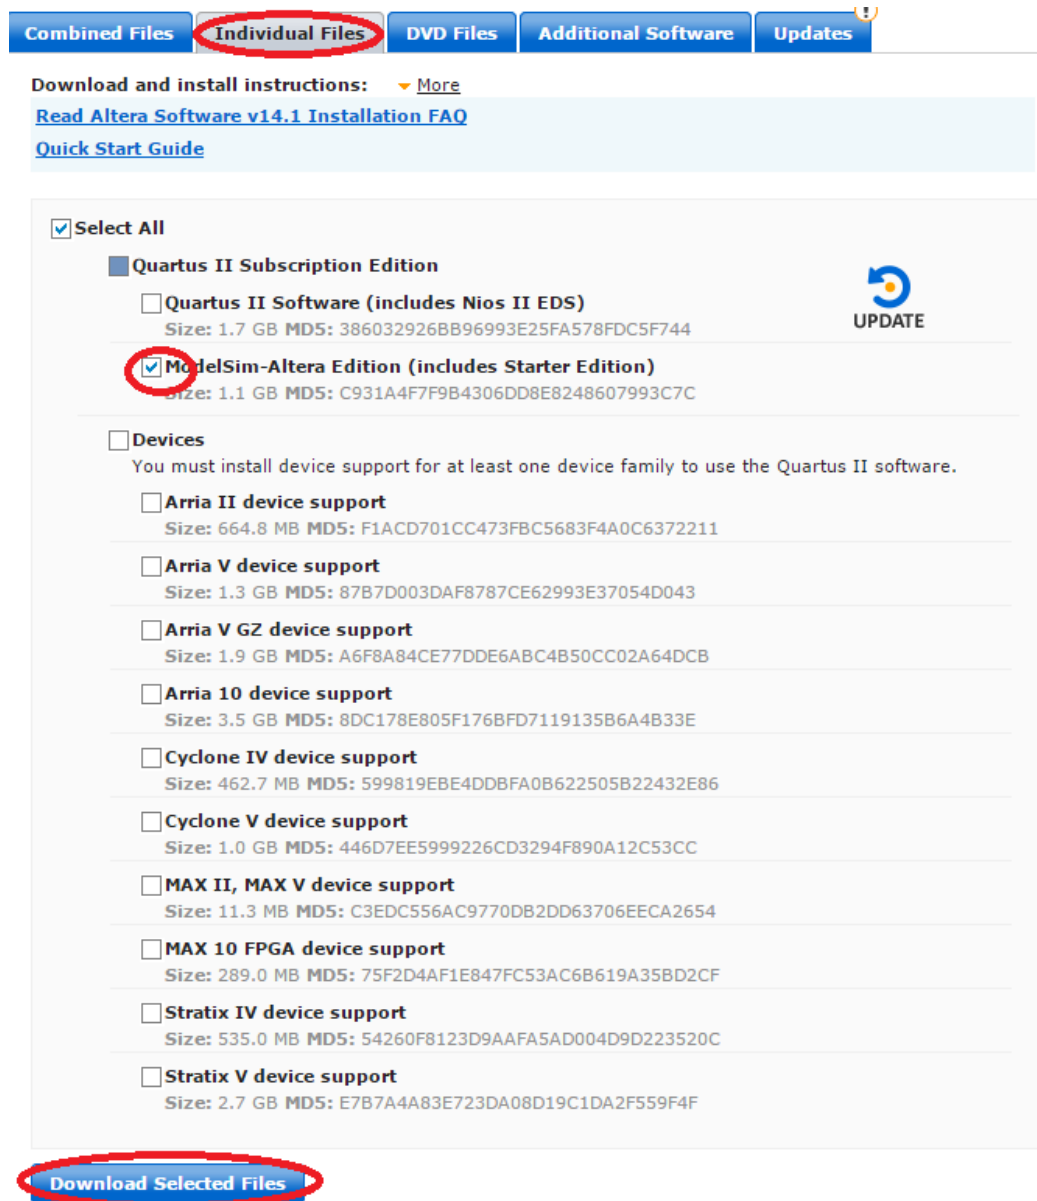 Combined Files Individual Files DVD Files Additional Software Updates !
Download and install instructions: More
Read Altera Software v14.1 Installation FAQ
Quick Start Guide
Select All
Quartus II Subscription Edition
Quartus II Software (includes Nios II EDS)
Size: 1.7 GB MD5: 386032926BB96993E25FA578FDC5F744
UPDATE
ModelSim-Altera Edition (includes Starter Edition)
Size: 1.1 GB MD5: C931A4F7F9B4306DD8E8248607993C7C
Devices
You must install device support for at least one device family to use the Quartus II software.
Arria II device support
Size: 664.8 MB MD5: F1ACD701CC473FBC5683F4A0C6372211
Arria V device support
Size: 1.3 GB MD5: 87B7D003DAF8787CE62993E37054D043
Arria V GZ device support
Size: 1.9 GB MD5: A6F8A84CE77DDE6ABC4B50CC02A64DCB
Arria 10 device support
Size: 3.5 GB MD5: 8DC178E805F176BFD7119135B6A4B33E
Cyclone IV device support
Size: 462.7 MB MD5: 599819EBE4DDBFA0B622505B22432E86
Cyclone V device support
Size: 1.0 GB MD5: 446D7EE5999226CD3294F890A12C53CC
MAX II, MAX V device support
Size: 11.3 MB MD5: C3EDC556AC9770DB2DD63706EECA2654
MAX 10 FPGA device support
Size: 289.0 MB MD5: 75F2D4AF1E847FC53AC6B619A35BD2CF
Stratix IV device support
Size: 535.0 MB MD5: 54260F8123D9AAFA5AD004D9D223520C
Stratix V device support
Size: 2.7 GB MD5: E7B7A4A83E723DA08D19C1DA2F559F4F
Download Selected Files